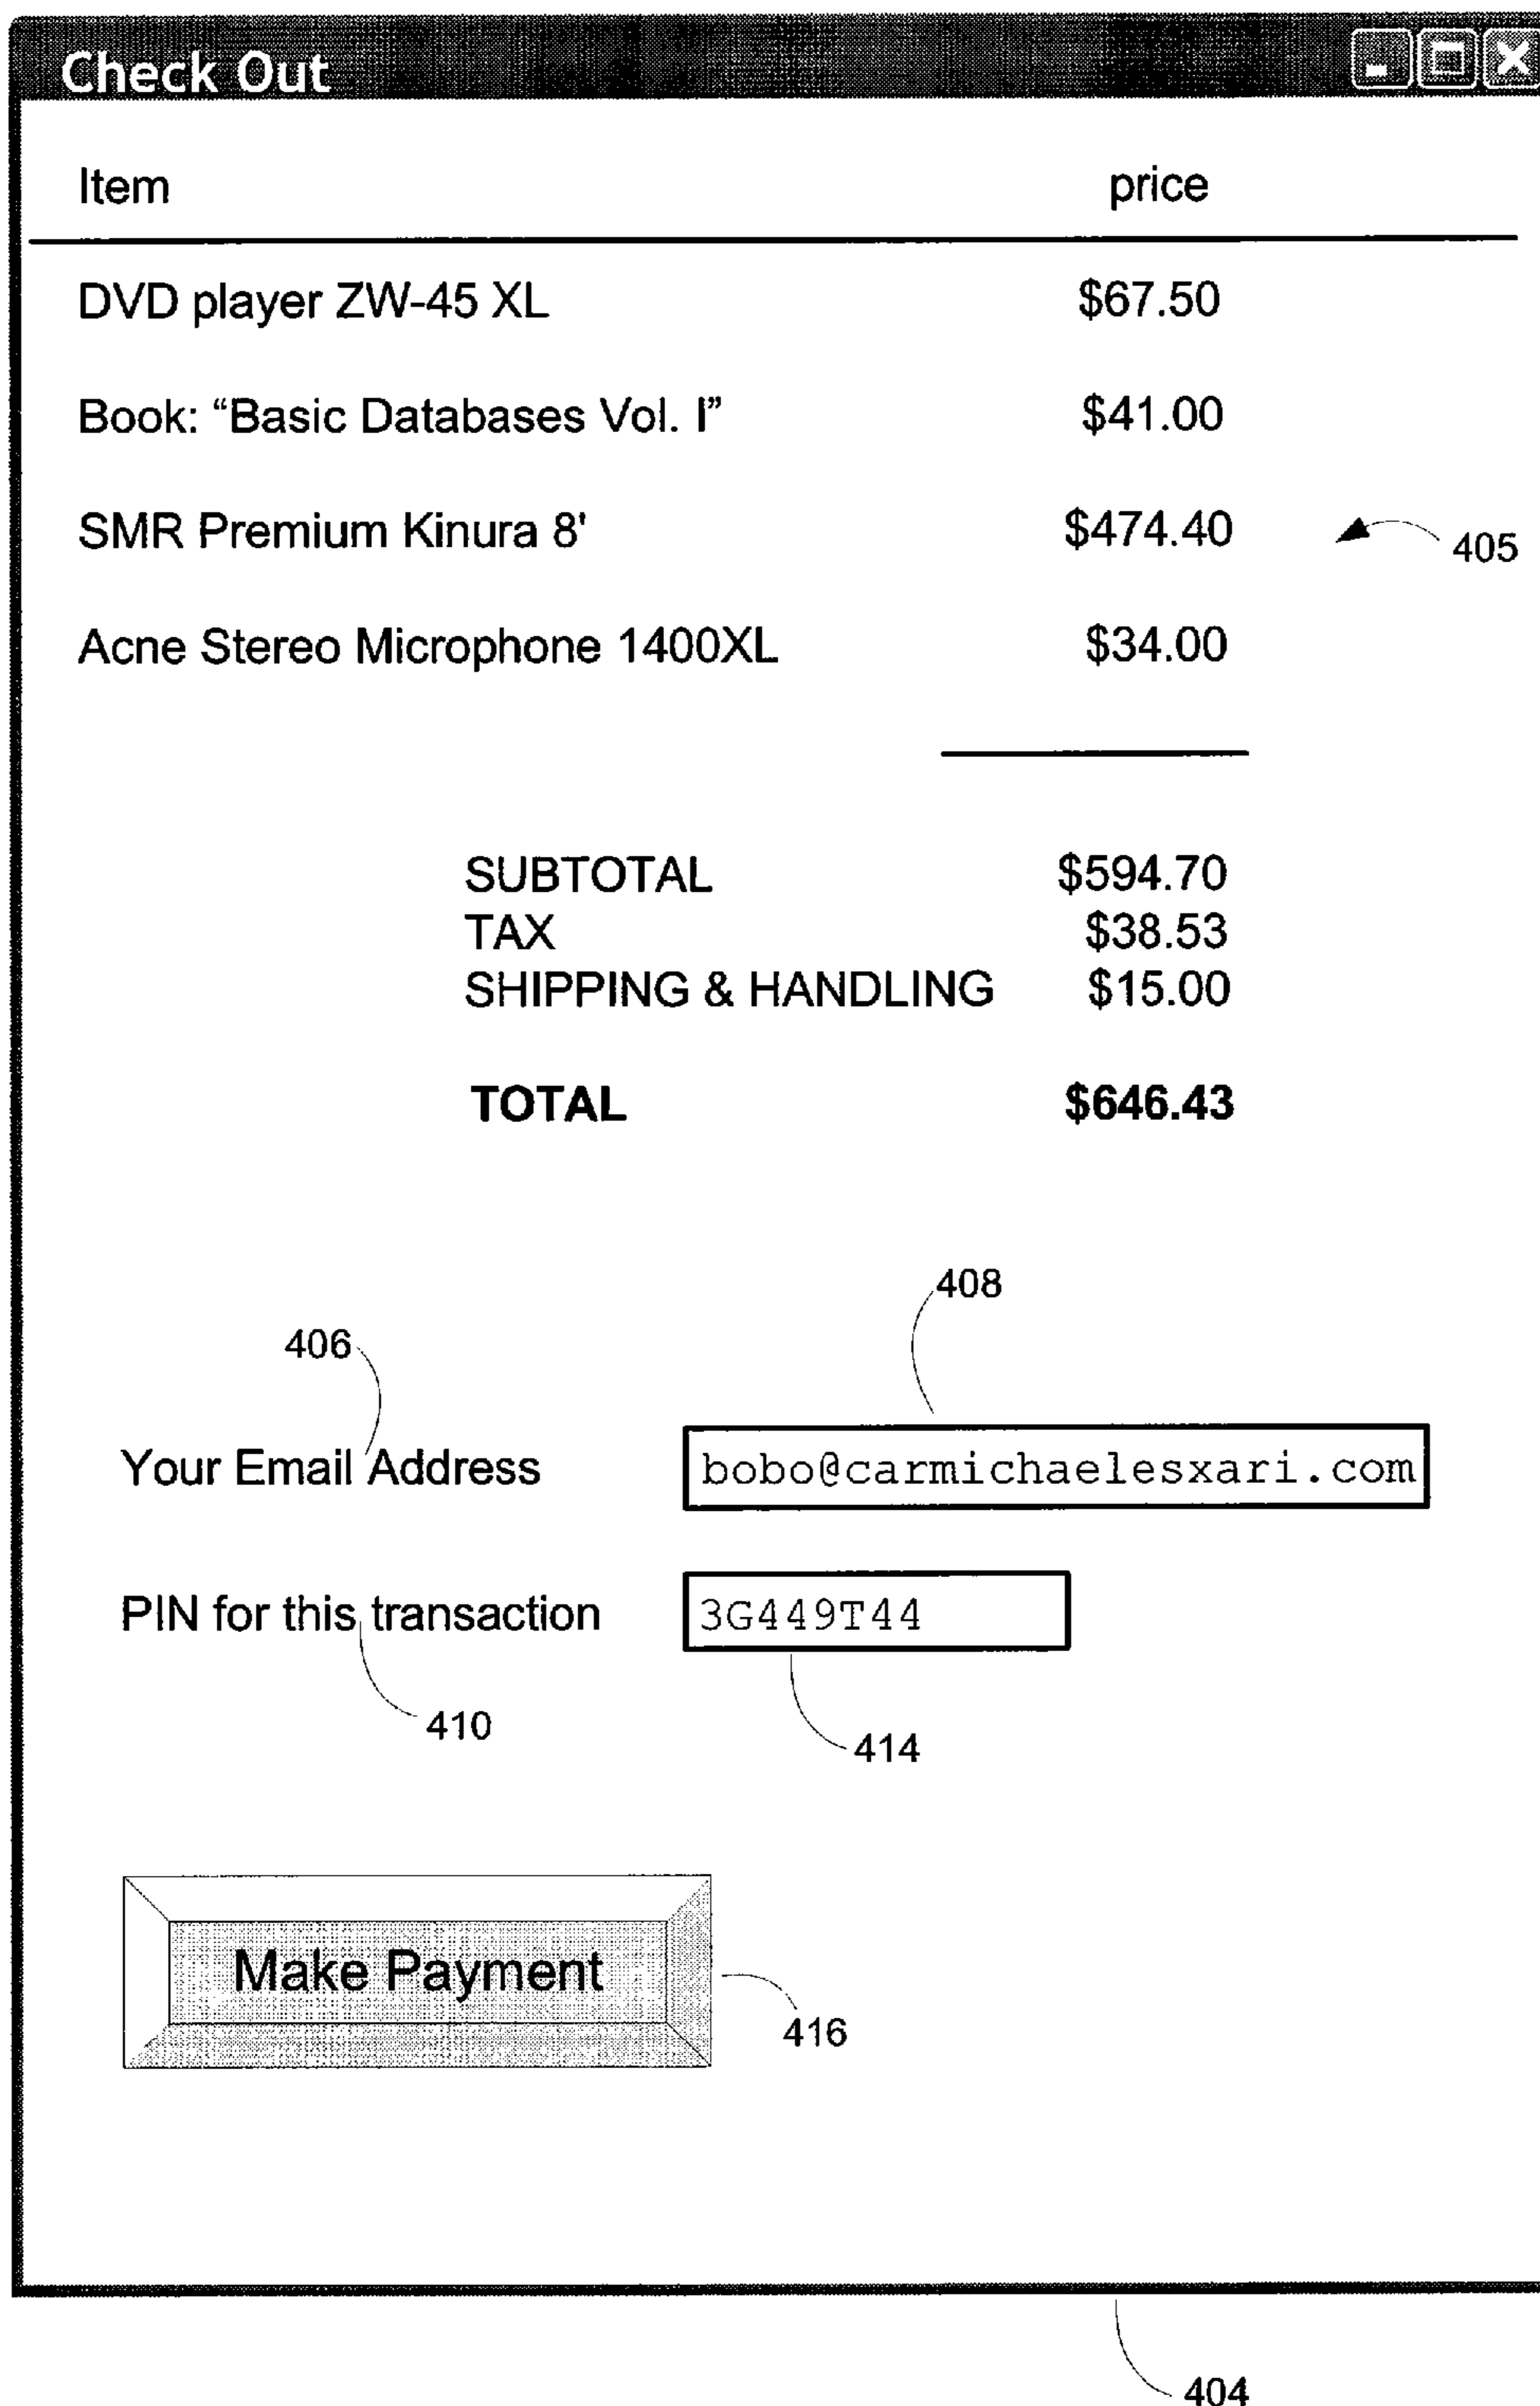 Check Out
Item price
DVD player ZW-45 XL $67.50
Book: “Basic Databases Vol. I” $41.00
SMR Premium Kinura 8' $474.40
405
Acne Stereo Microphone 1400XL $34.00
SUBTOTAL $594.70
TAX $38.53
SHIPPING & HANDLING $15.00
TOTAL $646.43
408
406
Your Email Address bobo@carmichaelesxari.com
PIN for this transaction 3G449T44
410
414
Make Payment
416
404